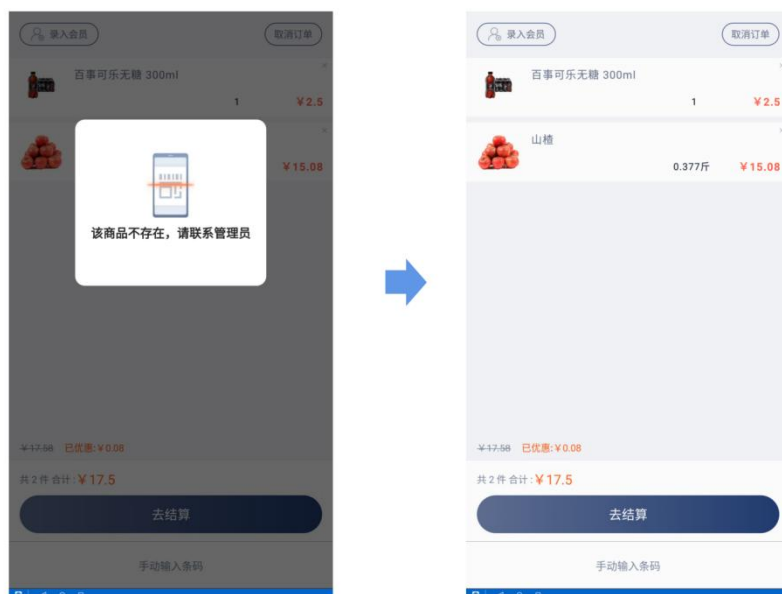 录入会员
取消订单
百事可乐无糖 300ml
1
￥2.5
￥15.08
该商品不存在，请联系管理员
￥17.58 已优惠:￥0.08
共 2 件 合计:￥17.5
去结算
手动输入条码
录入会员
取消订单
百事可乐无糖 300ml
1
￥2.5
山楂
0.377斤
￥15.08
￥17.58 已优惠:￥0.08
共 2 件 合计:￥17.5
去结算
手动输入条码